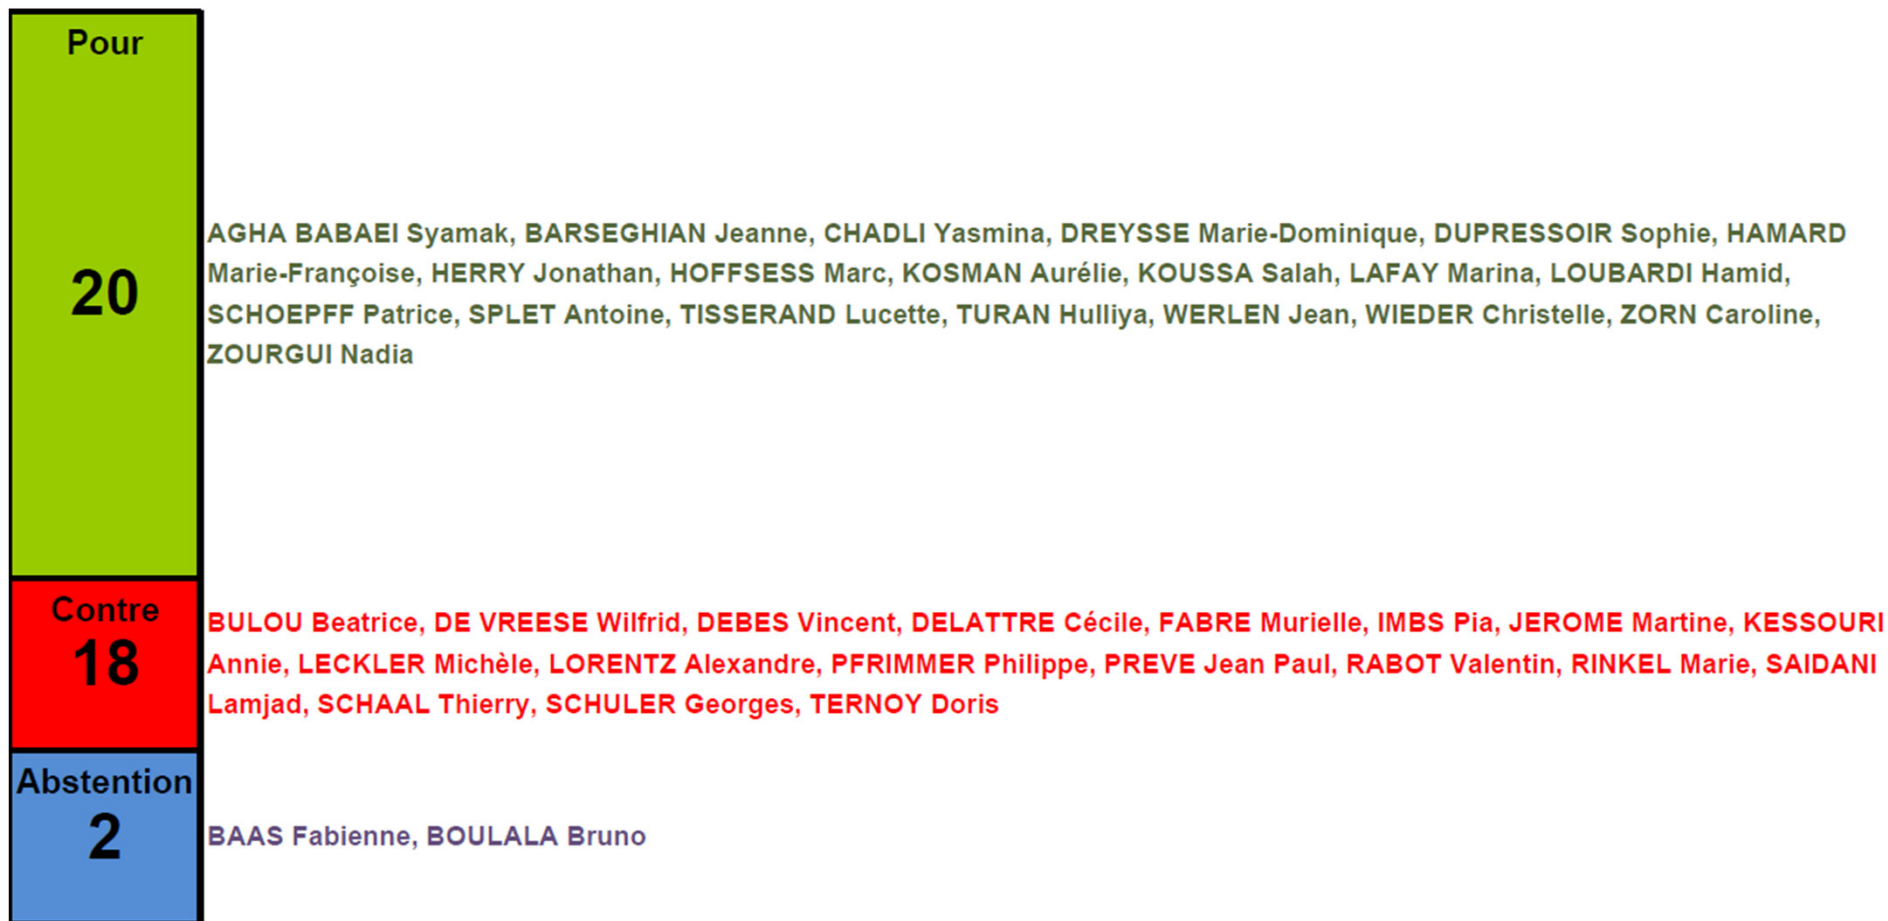 Pour
20
AGHA BABAEI Syamak, BARSEGHIAN Jeanne, CHADLI Yasmina, DREYSSE Marie-Dominique, DUPRESSOIR Sophie, HAMARD
Marie-Françoise, HERRY Jonathan, HOFFSESS Marc, KOSMAN Aurélie, KOUSSA Salah, LAFAY Marina, LOUBARDI Hamid,
SCHOEPFF Patrice, SPLET Antoine, TISSERAND Lucette, TURAN Hulliya, WERLEN Jean, WIEDER Christelle, ZORN Caroline,
ZOURGUI Nadia
Contre
18
BULOU Beatrice, DE VREESE Wilfrid, DEBES Vincent, DELATTRE Cécile, FABRE Murielle, IMBS Pia, JEROME Martine, KESSOURI
Annie, LECKLER Michèle, LORENTZ Alexandre, PFRIMMER Philippe, PREVE Jean Paul, RABOT Valentin, RINKEL Marie, SAIDANI
Lamjad, SCHAAL Thierry, SCHULER Georges, TERNOY Doris
Abstention
2
BAAS Fabienne, BOULALA Bruno